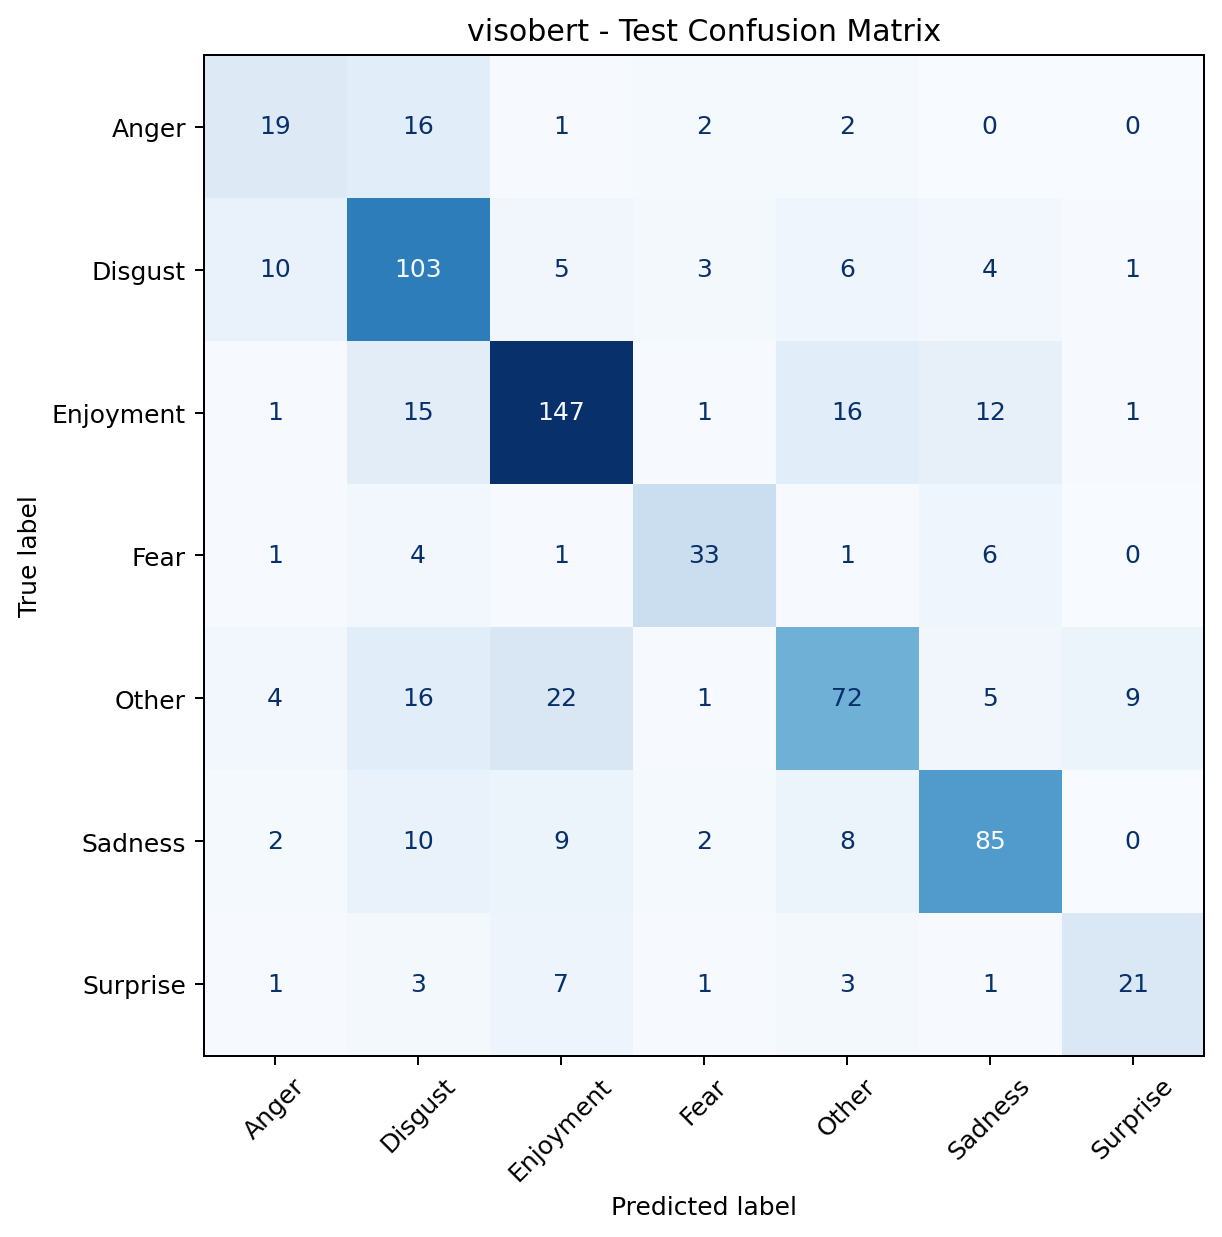 visobert - Test Confusion Matrix
True label
Anger 19 16 1 2 2 0 0
Disgust 10 103 5 3 6 4 1
Enjoyment 1 15 147 1 16 12 1
Fear 1 4 1 33 1 6 0
Other 4 16 22 1 72 5 9
Sadness 2 10 9 2 8 85 0
Surprise 1 3 7 1 3 1 21
Anger Disgust Enjoyment Fear Other Sadness Surprise
Predicted label